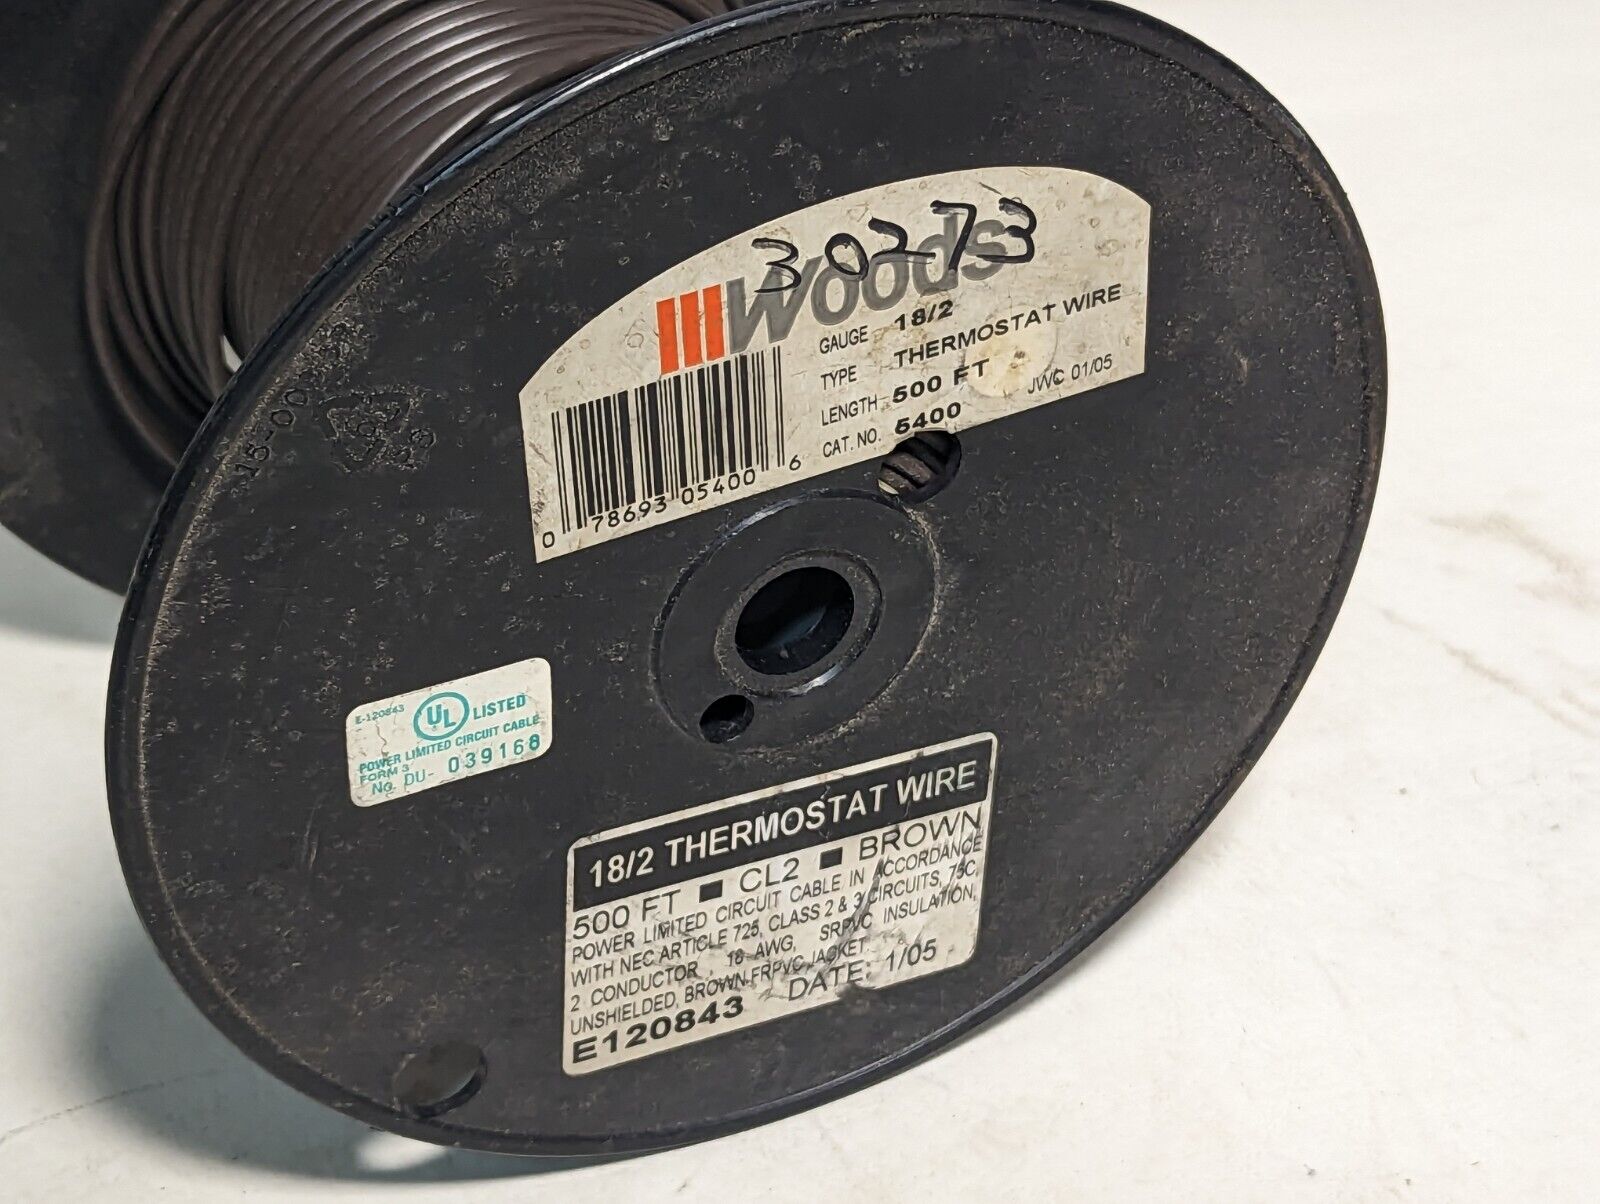 30273
Woods
GAUGE 18/2
TYPE THERMOSTAT WIRE
LENGTH 500 FT
CAT. NO. 5400
JWC 01/05
0 78693 05400 6
15-00
E-120843
UL LISTED
POWER LIMITED CIRCUIT CABLE
FORM 3
No. DU- 039168
18/2 THERMOSTAT WIRE
500 FT ■ CL2 ■ BROWN
POWER LIMITED CIRCUIT CABLE IN ACCORDANCE
WITH NEC ARTICLE 725, CLASS 2 & 3 CIRCUITS, 75C,
2 CONDUCTOR , 18 AWG, SRPVC INSULATION,
UNSHIELDED, BROWN FRPVC JACKET.
E120843 DATE: 1/05